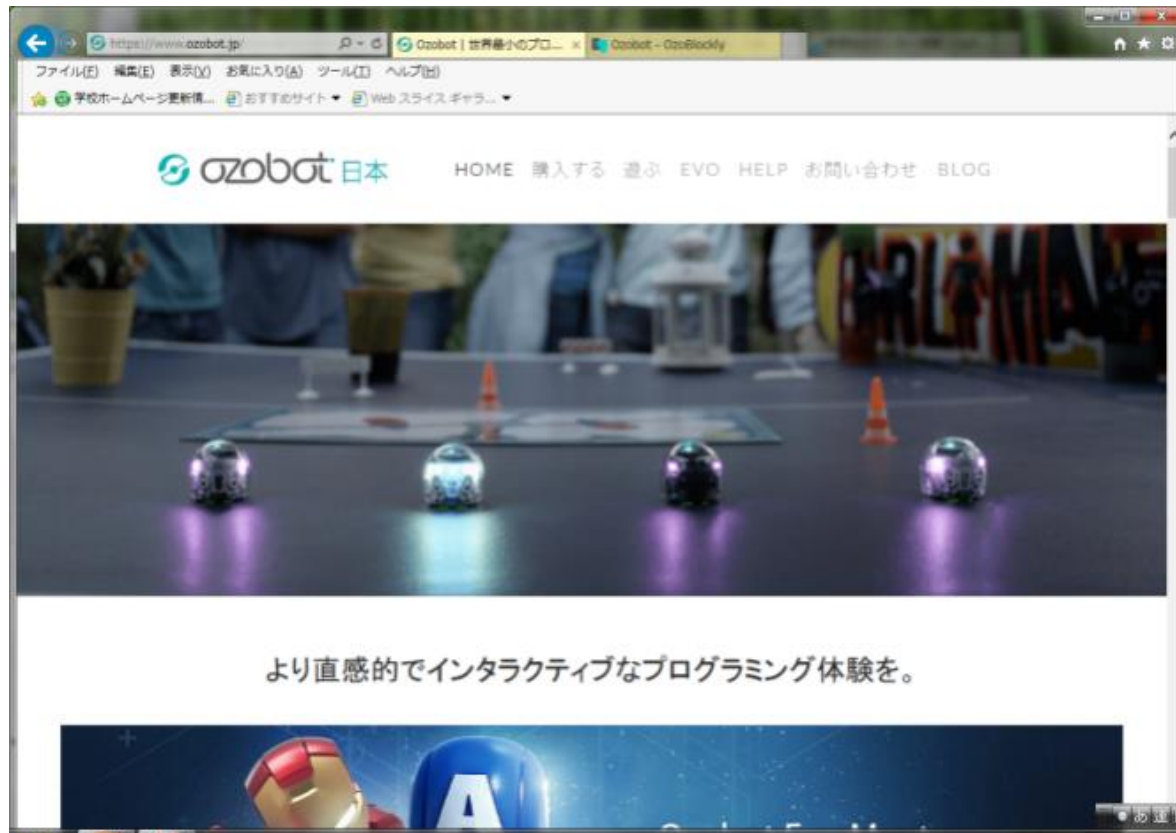 https://www.ozobot.jp/
Ozobot | 世界最小のプロ...
Ozobot - OzoBlockly
ファイル(F) 編集(E) 表示(V) お気に入り(A) ツール(T) ヘルプ(H)
学校ホームページ更新情... おすすめサイト Web スライス ギャラ...
ozobot 日本
HOME 購入する 遊ぶ EVO HELP お問い合わせ BLOG
より直感的でインタラクティブなプログラミング体験を。
A
あ 連